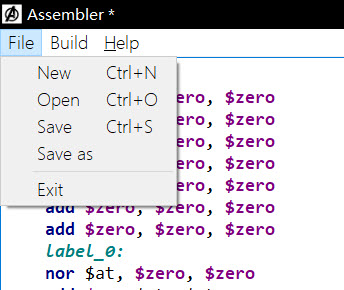 Assembler *
File Build Help
New Ctrl+N
Open Ctrl+O
Save Ctrl+S
Save as
Exit
ero, $zero
ero, $zero
ero, $zero
ero, $zero
ero, $zero
add $zero, $zero, $zero
add $zero, $zero, $zero
label_0:
nor $at, $zero, $zero